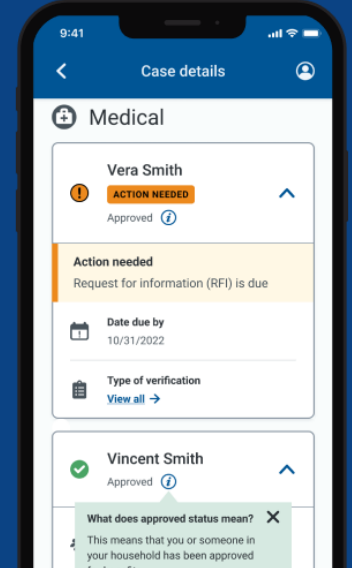 9:41
Case details
Medical
Vera Smith
ACTION NEEDED
Approved
Action needed
Request for information (RFI) is due
Date due by
10/31/2022
Type of verification
View all →
Vincent Smith
Approved
What does approved status mean?
This means that you or someone in
your household has been approved